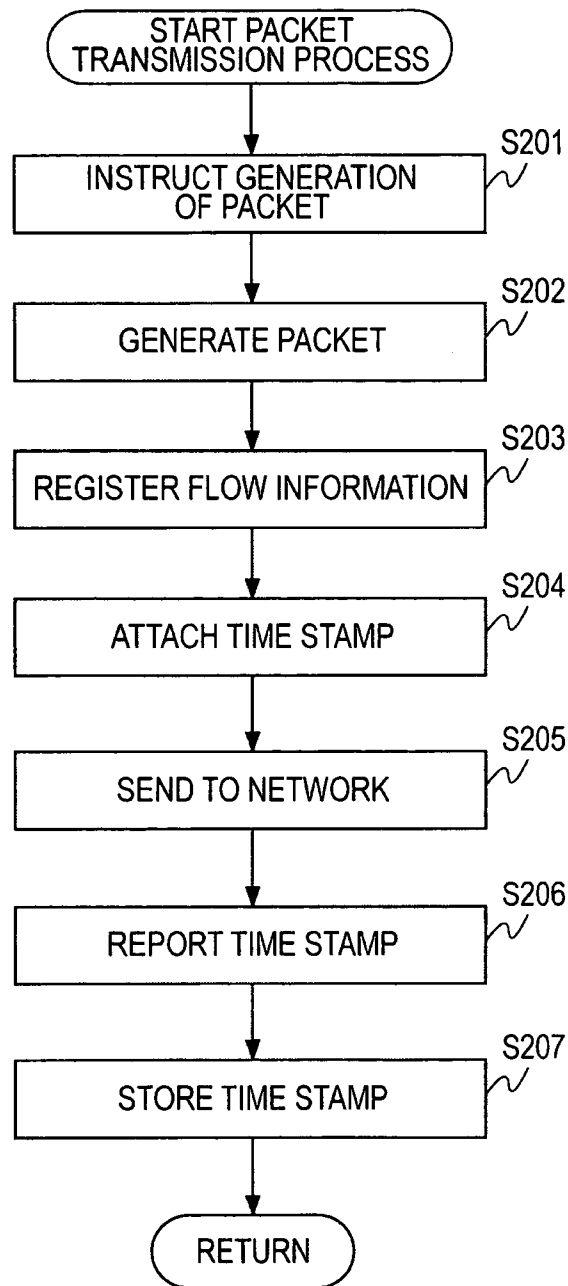 START PACKET
TRANSMISSION PROCESS
S201
INSTRUCT GENERATION
OF PACKET
S202
GENERATE PACKET
S203
REGISTER FLOW INFORMATION
S204
ATTACH TIME STAMP
S205
SEND TO NETWORK
S206
REPORT TIME STAMP
S207
STORE TIME STAMP
RETURN